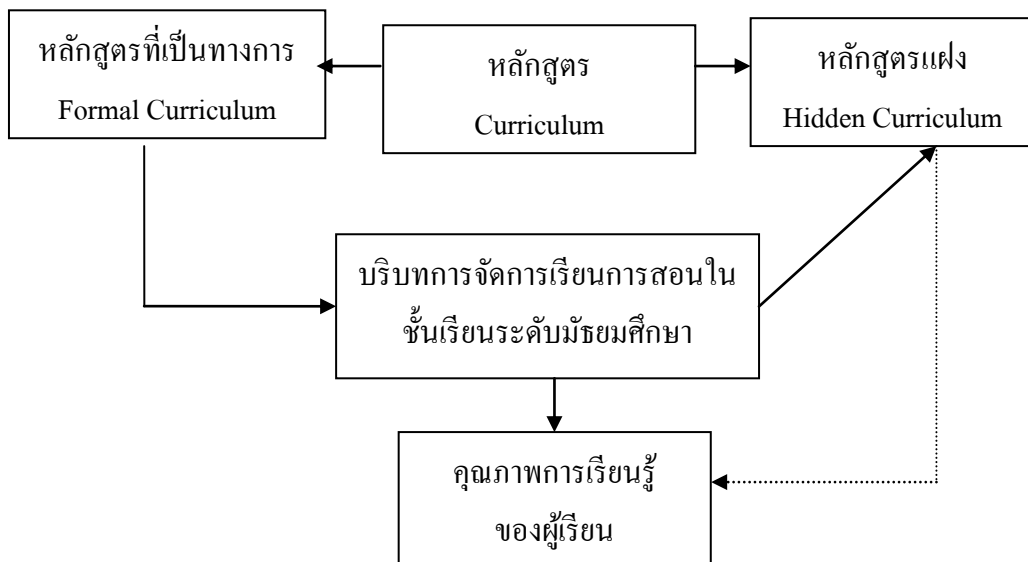 หลักสูตรที่เป็นทางการ
Formal Curriculum
หลักสูตร
Curriculum
หลักสูตรแฝง
Hidden Curriculum
บริบทการจัดการเรียนการสอนใน
ชั้นเรียนระดับมัธยมศึกษา
คุณภาพการเรียนรู้
ของผู้เรียน